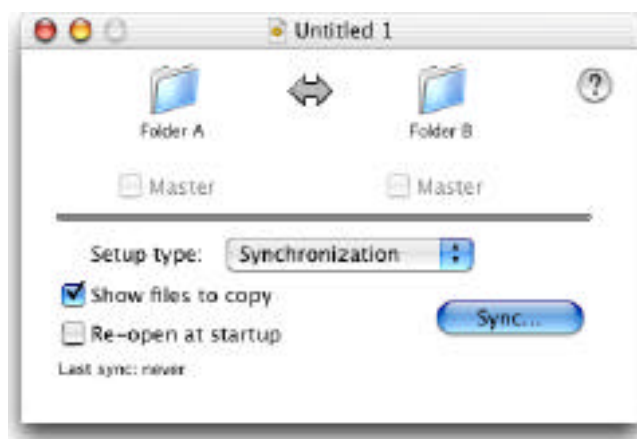 Untitled 1
?
Folder A Folder B
Master Master
Setup type: Synchronization
Show files to copy
Sync...
Re-open at startup
Last sync: never